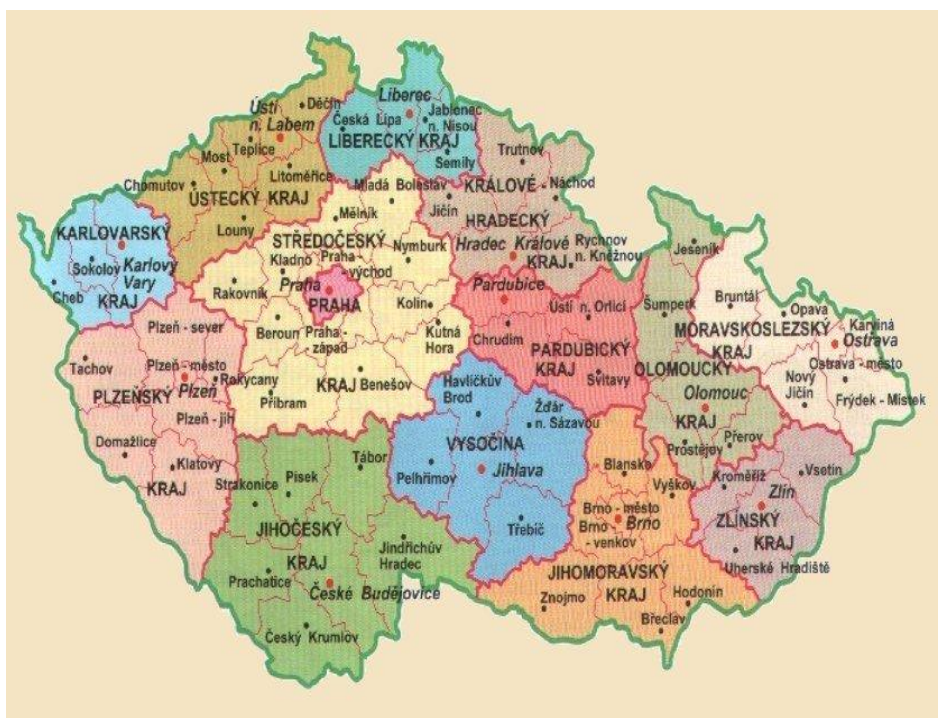 Ústí
n. Labem
Děčín
Teplice
Most
Litoměřice
Chomutov
ÚSTECKÝ KRAJ
Louny
Liberec
Česká Lípa
Jablonec
n. Nisou
LIBERECKÝ KRAJ
Semily
Trutnov
KRÁLOVÉ - Náchod
Jičín
HRADECKÝ
Hradec Králové
Rychnov
n. Kněžnou
KRAJ
KARLOVARSKÝ
Sokolov
Karlovy
Vary
Cheb
KRAJ
Mladá Boleslav
Mělník
STŘEDOČESKÝ
Nymburk
Kladno
Praha -
- východ
Rakovník
Praha
PRAHA
Kolín
Beroun
Praha -
- západ
Kutná
Hora
KRAJ
Benešov
Příbram
Plzeň - sever
Tachov
Plzeň - město
Rokycany
PLZEŇSKÝ
Plzeň
Plzeň - jih
Domažlice
Klatovy
KRAJ
Pardubice
Ústí n. Orlicí
Chrudim
PARDUBICKÝ
KRAJ
Svitavy
Jeseník
Šumperk
OLOMOUCKÝ
Olomouc
KRAJ
Prostějov
Přerov
Bruntál
Opava
MORAVSKOSLEZSKÝ
KRAJ
Karviná
Ostrava
Ostrava - město
Nový
Jičín
Frýdek - Místek
Havlíčkův
Brod
Žďár
n. Sázavou
VYSOČINA
Pelhřimov
Jihlava
Třebíč
Tábor
Písek
Strakonice
JIHOČESKÝ
KRAJ
Jindřichův
Hradec
Prachatice
České Budějovice
Český Krumlov
Blansko
Vyškov
Brno - město
Brno -
- venkov
Brno
JIHOMORAVSKÝ
KRAJ
Znojmo
Hodonín
Břeclav
Kroměříž
Vsetín
Zlín
ZLÍNSKÝ
KRAJ
Uherské Hradiště